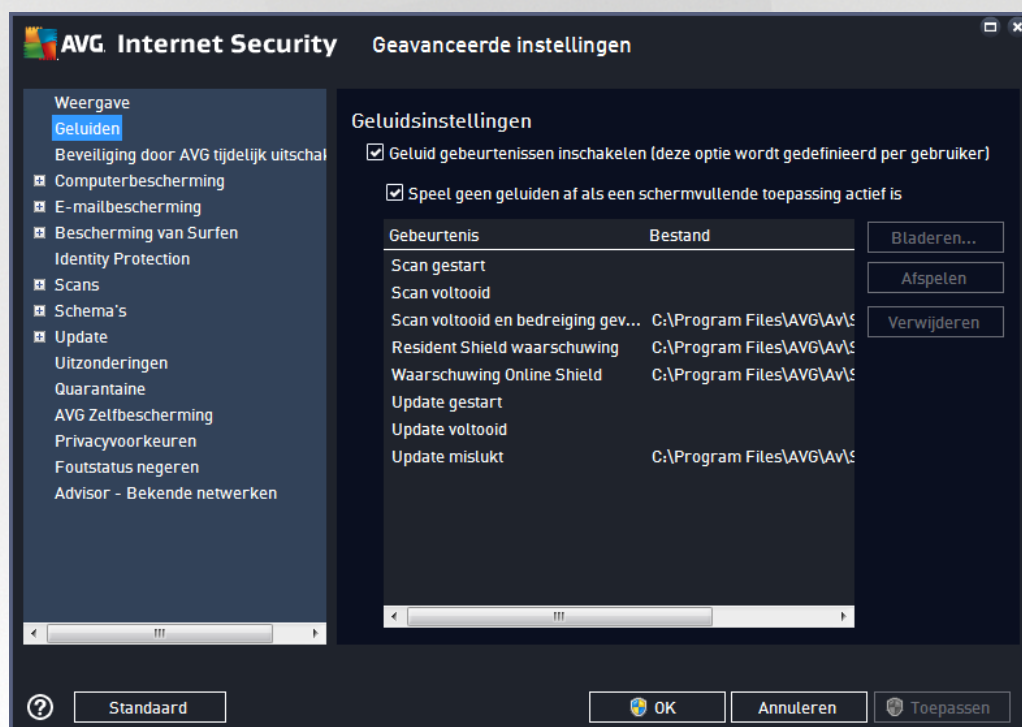 AVG. Internet Security Geavanceerde instellingen
Weergave
Geluiden
Beveiliging door AVG tijdelijk uitschal
Computerbescherming
E-mailbescherming
Bescherming van Surfen
Identity Protection
Scans
Schema's
Update
Uitzonderingen
Quarantaine
AVG Zelfbescherming
Privacyvoorkeuren
Foutstatus negeren
Advisor - Bekende netwerken
Geluidsinstellingen
Geluid gebeurtenissen inschakelen (deze optie wordt gedefinieerd per gebruiker)
Speel geen geluiden af als een schermvullende toepassing actief is
Gebeurtenis Bestand
Scan gestart
Scan voltooid
Scan voltooid en bedreiging gev... C:\Program Files\AVG\Av\S
Resident Shield waarschuwing C:\Program Files\AVG\Av\S
Waarschuwing Online Shield C:\Program Files\AVG\Av\S
Update gestart
Update voltooid
Update mislukt C:\Program Files\AVG\Av\S
Bladeren...
Afspelen
Verwijderen
Standaard
OK
Annuleren
Toepassen